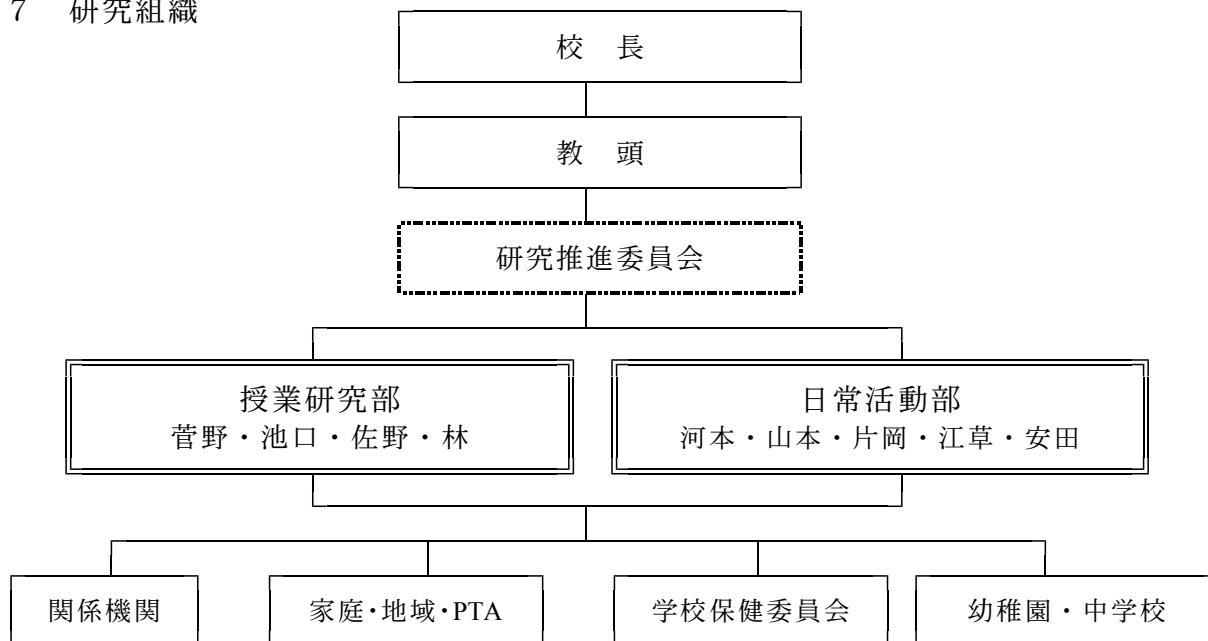 ７　研究組織
校　長
教　頭
研究推進委員会
授業研究部
菅野・池口・佐野・林
日常活動部
河本・山本・片岡・江草・安田
関係機関
家庭・地域・PTA
学校保健委員会
幼稚園・中学校